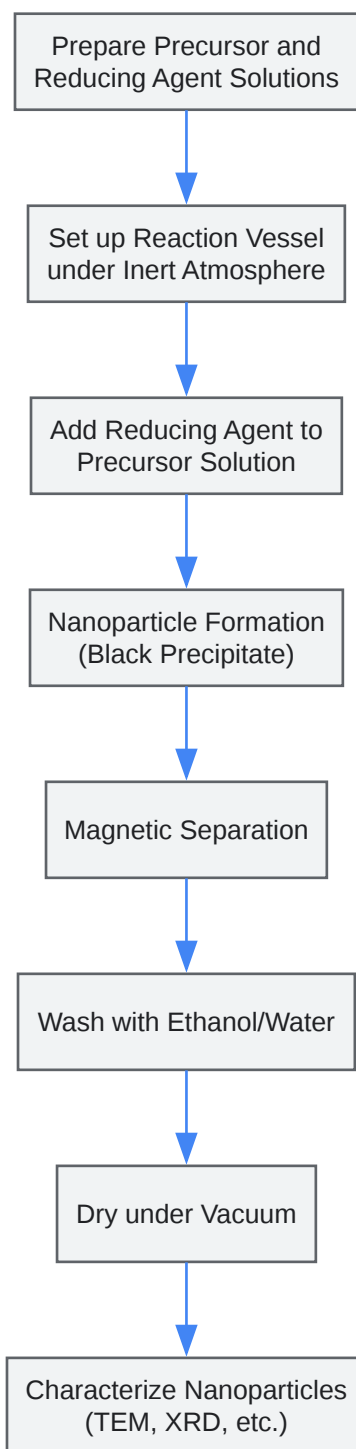 Prepare Precursor and
Reducing Agent Solutions
Set up Reaction Vessel
under Inert Atmosphere
Add Reducing Agent to
Precursor Solution
Nanoparticle Formation
(Black Precipitate)
Magnetic Separation
Wash with Ethanol/Water
Dry under Vacuum
Characterize Nanoparticles
(TEM, XRD, etc.)